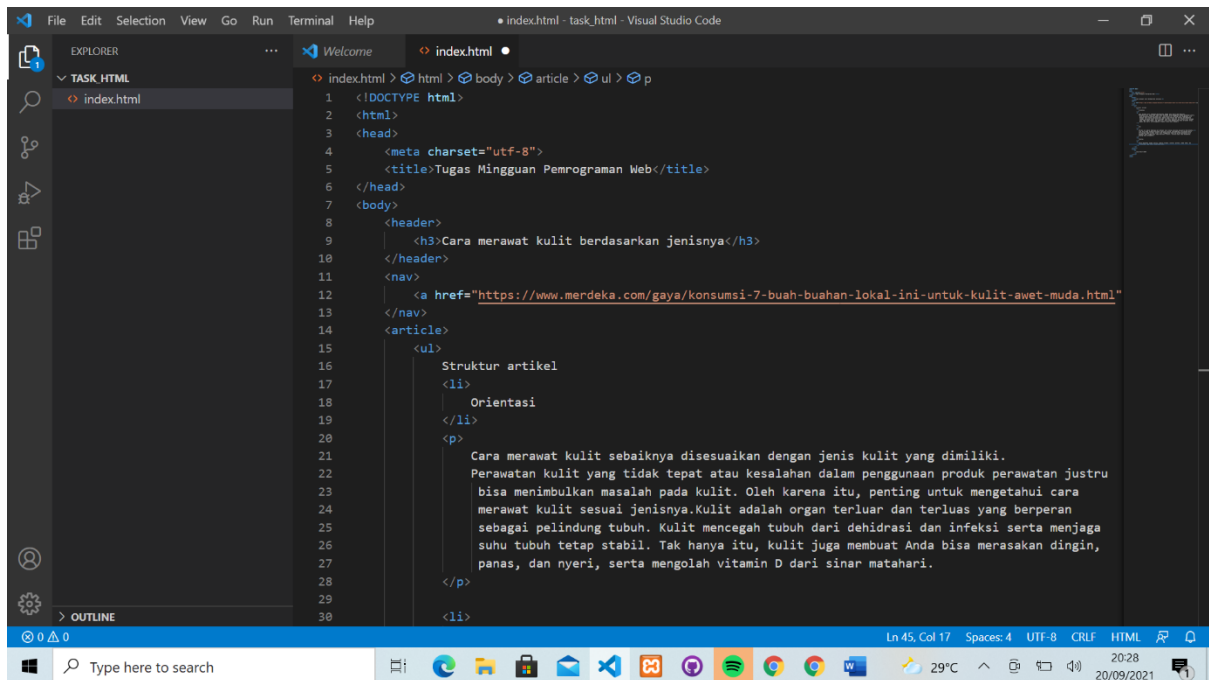 File Edit Selection View Go Run Terminal Help
● index.html - task_html - Visual Studio Code
EXPLORER
TASK_HTML
index.html
OUTLINE
Welcome
index.html ●
index.html > html > body > article > ul > p
1 <!DOCTYPE html>
2 <html>
3 <head>
4 <meta charset="utf-8">
5 <title>Tugas Mingguan Pemrograman Web</title>
6 </head>
7 <body>
8 <header>
9 <h3>Cara merawat kulit berdasarkan jenisnya</h3>
10 </header>
11 <nav>
12 <a href="https://www.merdeka.com/gaya/konsumsi-7-buah-buahan-lokal-ini-untuk-kulit-awet-muda.html"
13 </nav>
14 <article>
15 <ul>
16 Struktur artikel
17 <li>
18 Orientasi
19 </li>
20 <p>
21 Cara merawat kulit sebaiknya disesuaikan dengan jenis kulit yang dimiliki.
22 Perawatan kulit yang tidak tepat atau kesalahan dalam penggunaan produk perawatan justru
23 bisa menimbulkan masalah pada kulit. Oleh karena itu, penting untuk mengetahui cara
24 merawat kulit sesuai jenisnya.Kulit adalah organ terluar dan terluas yang berperan
25 sebagai pelindung tubuh. Kulit mencegah tubuh dari dehidrasi dan infeksi serta menjaga
26 suhu tubuh tetap stabil. Tak hanya itu, kulit juga membuat Anda bisa merasakan dingin,
27 panas, dan nyeri, serta mengolah vitamin D dari sinar matahari.
28 </p>
29
30 <li>
0 0
Ln 45, Col 17 Spaces: 4 UTF-8 CRLF HTML
Type here to search
29°C
20:28
20/09/2021